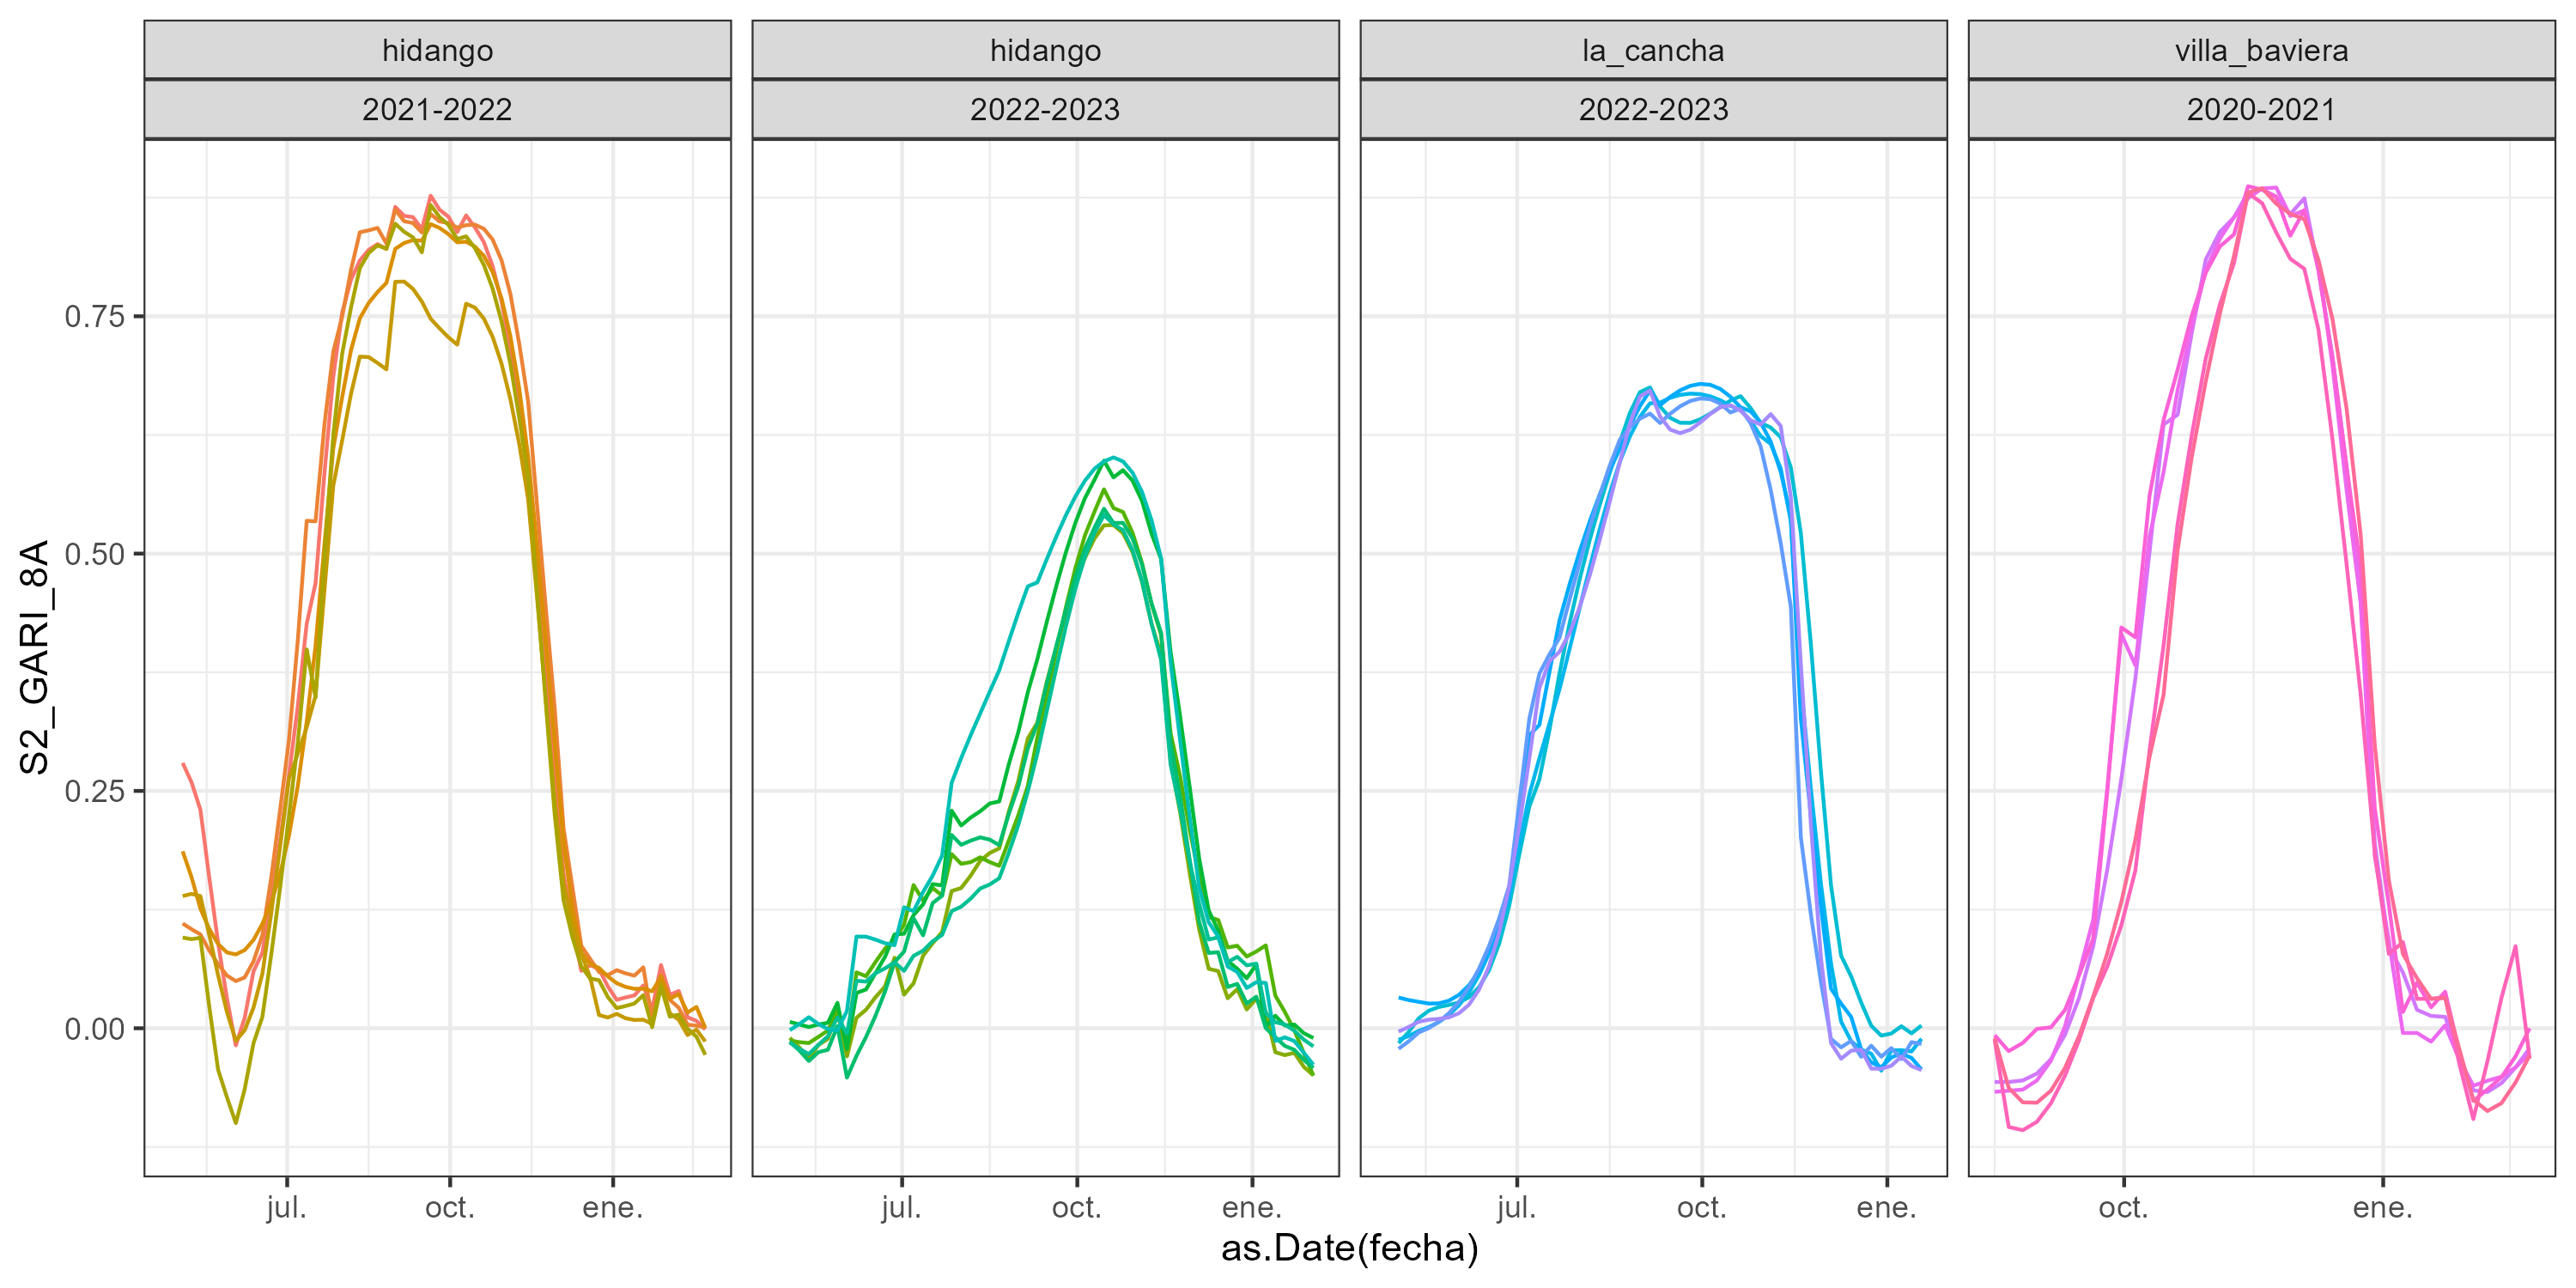 hidango
hidango
la_cancha
villa_baviera
2021-2022
2022-2023
2022-2023
2020-2021
S2_GARI_8A
0.75
0.50
0.25
0.00
jul.
oct.
ene.
jul.
oct.
ene.
jul.
oct.
ene.
oct.
ene.
as.Date(fecha)